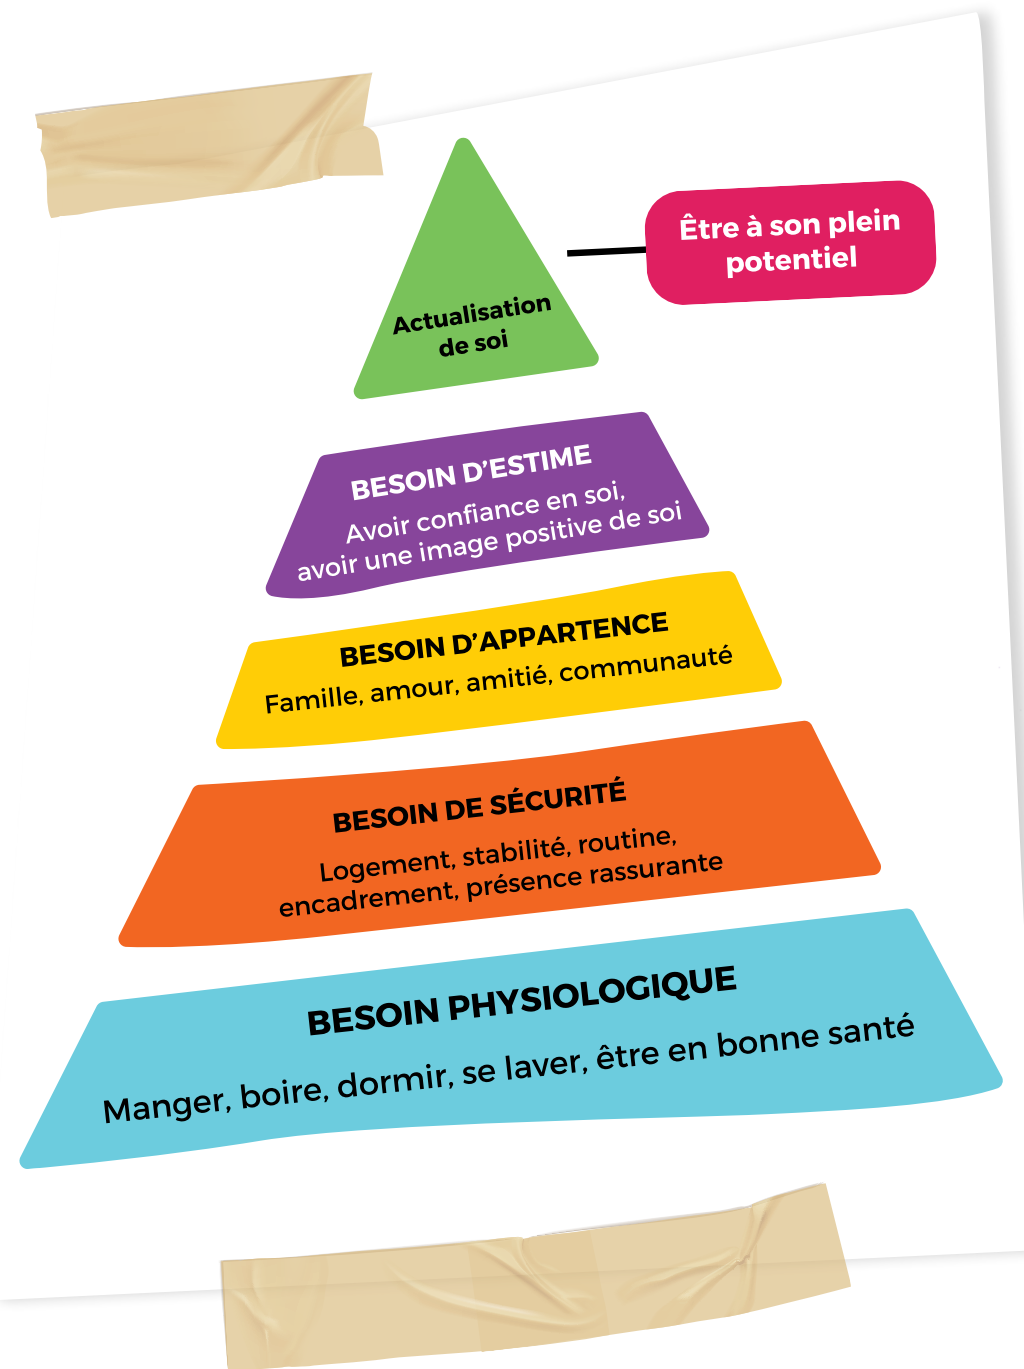 Être à son plein
potentiel
Actualisation
de soi
BESOIN D'ESTIME
Avoir confiance en soi,
avoir une image positive de soi
BESOIN D'APPARTENCE
Famille, amour, amitié, communauté
BESOIN DE SÉCURITÉ
Logement, stabilité, routine,
encadrement, présence rassurante
BESOIN PHYSIOLOGIQUE
Manger, boire, dormir, se laver, être en bonne santé